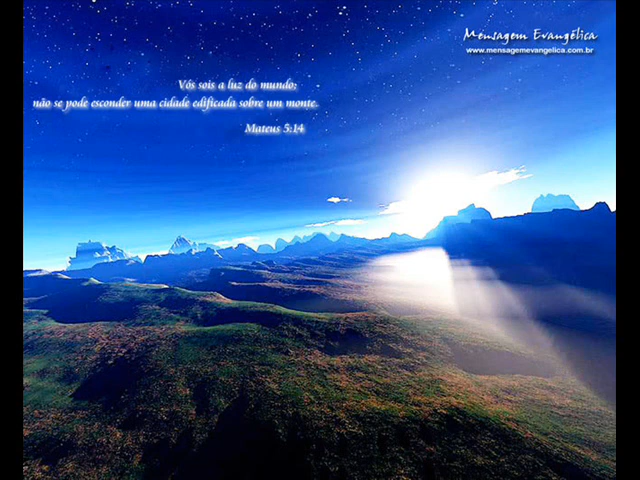 Mensagem Evangélica
www.mensagemevangelica.com.br
Vós sois a luz do mundo;
não se pode esconder uma cidade edificada sobre um monte.
Mateus 5:14